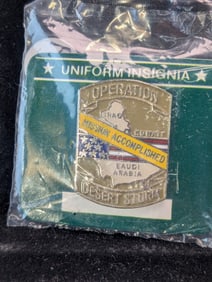 ★ UNIFORM INSIGNIA ★
OPERATION
IRAQ
KUWAIT
MISSION ACCOMPLISHED
SAUDI
ARABIA
DESERT STORM